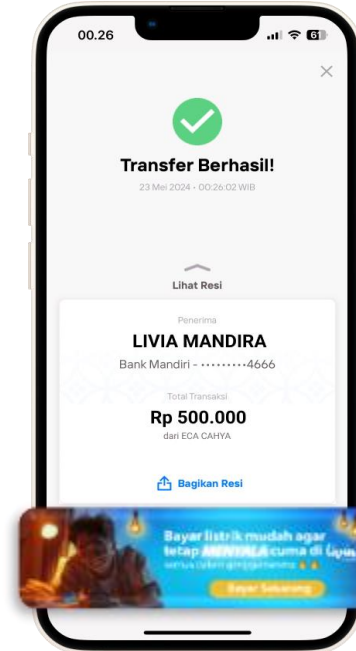 00.26
61
Transfer Berhasil!
23 Mei 2024 • 00:26:02 WIB
Lihat Resi
Penerima
LIVIA MANDIRA
Bank Mandiri - ·········4666
Total Transaksi
Rp 500.000
dari ECA CAHYA
Bagikan Resi
Bayar listrik mudah agar
tetap MENYALA cuma di Livin'
Bayar Sekarang